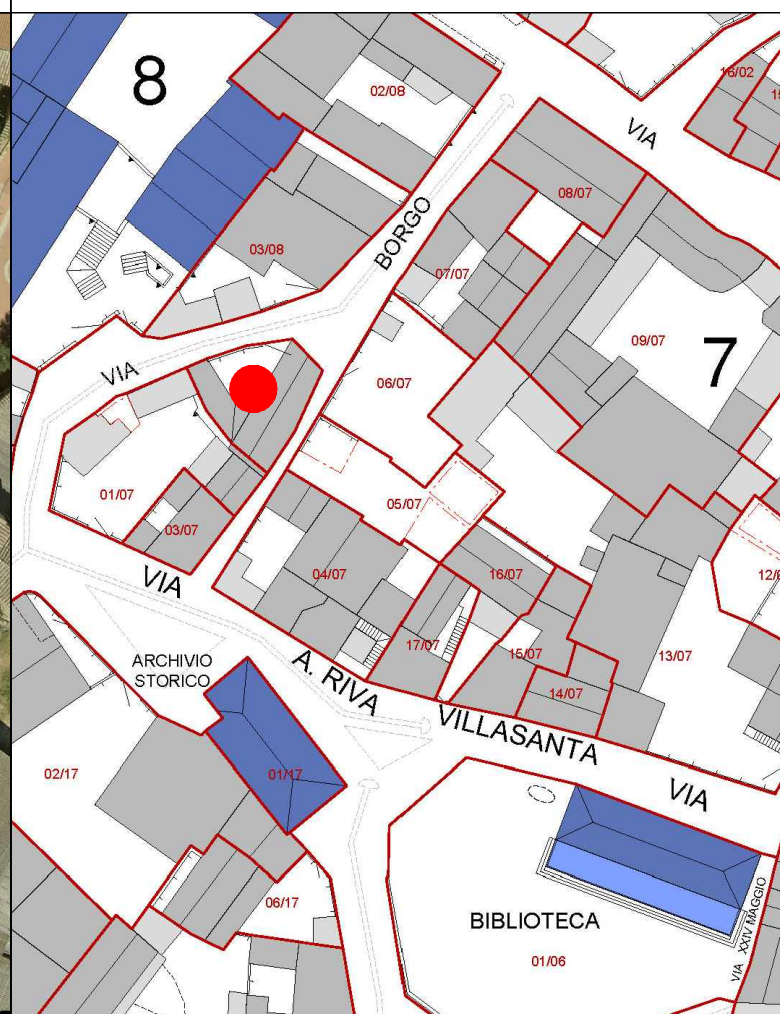 8
02/08
16/02
VIA
08/07
BORGO
03/08
07/07
09/07
7
VIA
06/07
01/07
05/07
03/07
04/07
16/07
VIA
17/07
15/07
13/07
14/07
ARCHIVIO
STORICO
A. RIVA
VILLASANTA
02/17
01/17
VIA
06/17
BIBLIOTECA
01/06
VIA XXIV MAGGIO